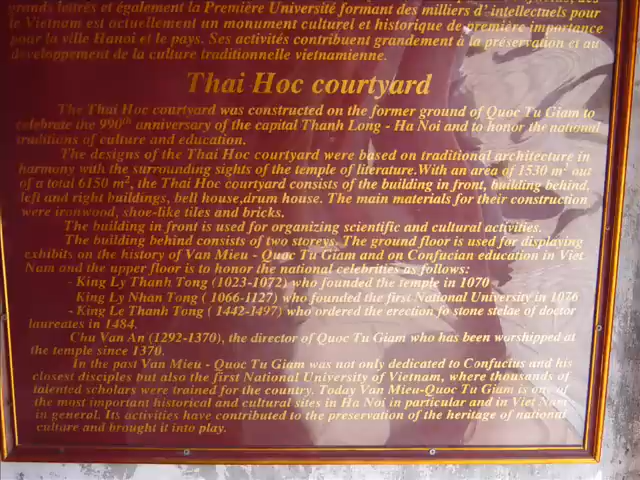 grands lettrés et également la Première Université formant des milliers d' intellectuels pour
le Vietnam est actuellement un monument culturel et historique de première importance
pour la ville Hanoi et le pays. Ses activités contribuent grandement à la préservation et au
développement de la culture traditionnelle vietnamienne.
Thai Hoc courtyard
The Thai Hoc courtyard was constructed on the former ground of Quoc Tu Giam to
celebrate the 990th anniversary of the capital Thanh Long - Ha Noi and to honor the national
traditions of culture and education.
The designs of the Thai Hoc courtyard were based on traditional architecture in
harmony with the surrounding sights of the temple of literature.With an area of 1530 m² out
of a total 6150 m², the Thai Hoc courtyard consists of the building in front, building behind,
left and right buildings, bell house,drum house. The main materials for their construction
were ironwood, shoe-like tiles and bricks.
The building in front is used for organizing scientific and cultural activities.
The building behind consists of two storeys. The ground floor is used for displaying
exhibits on the history of Van Mieu - Quoc Tu Giam and on Confucian education in Viet
Nam and the upper floor is to honor the national celebrities as follows:
- King Ly Thanh Tong (1023-1072) who founded the temple in 1070
King Ly Nhan Tong ( 1066-1127) who founded the first National University in 1076
- King Le Thanh Tong ( 1442-1497) who ordered the erection fo stone stelae of doctor
laureates in 1484.
Chu Van An (1292-1370), the director of Quoc Tu Giam who has been worshipped at
the temple since 1370.
In the past Van Mieu - Quoc Tu Giam was not only dedicated to Confucius and his
closest disciples but also the first National University of Vietnam, where thousands of
talented scholars were trained for the country. Today Van Mieu-Quoc Tu Giam is one of
the most important historical and cultural sites in Ha Noi in particular and in Viet Nam
in general. Its activities have contributed to the preservation of the heritage of national
culture and brought it into play.